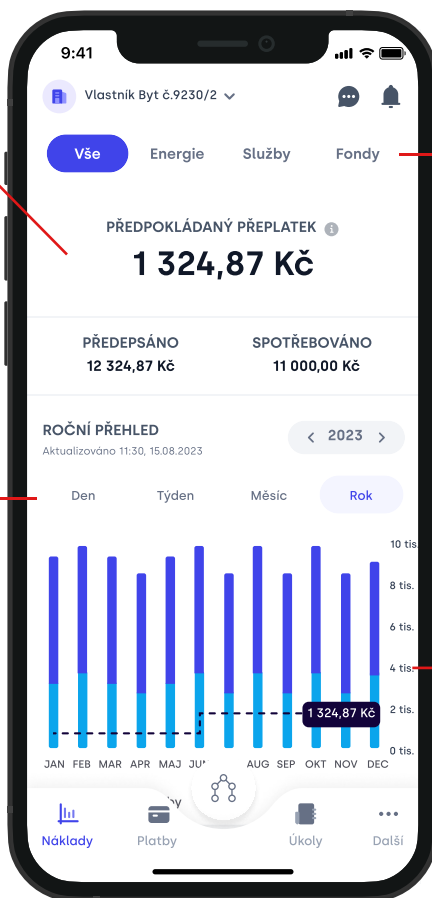 9:41
Vlastník Byt č.9230/2
Vše Energie Služby Fondy
PŘEDPOKLÁDANÝ PŘEPLATEK i
1 324,87 Kč
PŘEDEPSÁNO SPOTŘEBOVÁNO
12 324,87 Kč 11 000,00 Kč
ROČNÍ PŘEHLED
Aktualizováno 11:30, 15.08.2023
2023
Den Týden Měsíc Rok
10 tis.
8 tis.
6 tis.
4 tis.
2 tis.
1 324,87 Kč
0 tis.
JAN FEB MAR APR MAJ AUG SEP OKT NOV DEC
Náklady Platby Úkoly Další